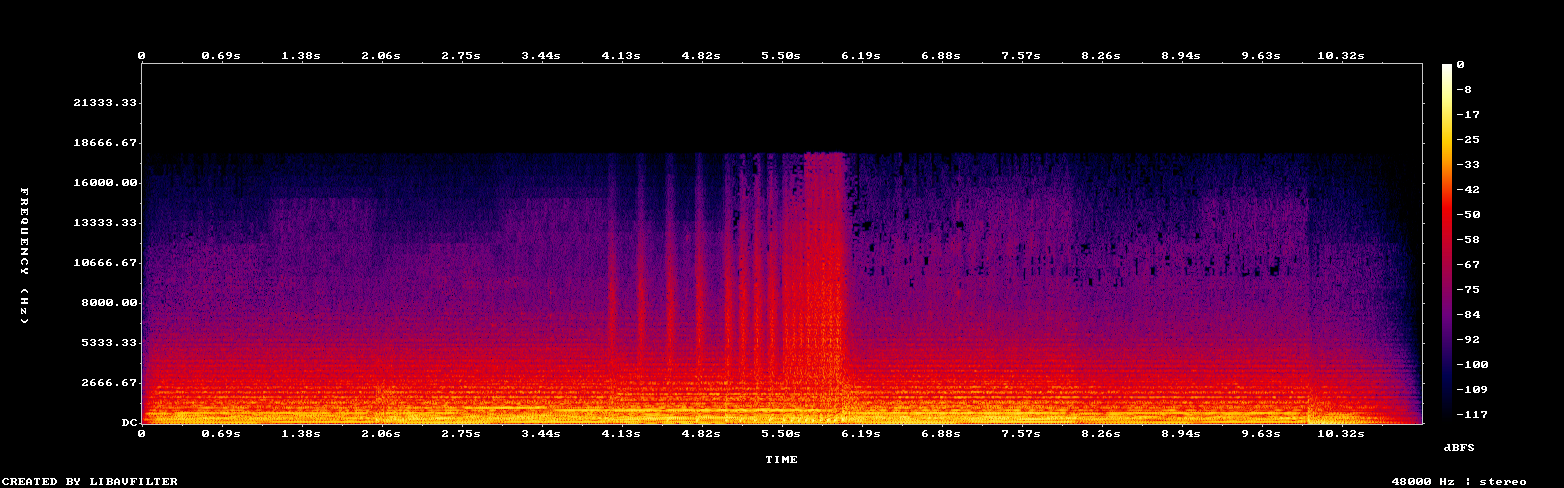 0 0.69s 1.38s 2.06s 2.75s 3.44s 4.13s 4.82s 5.50s 6.19s 6.88s 7.57s 8.26s 8.94s 9.63s 10.32s
0
-8
-17
-25
-33
-42
-50
-58
-67
-75
-84
-92
-100
-109
-117
dBFS
21333.33
18666.67
16000.00
13333.33
10666.67
8000.00
5333.33
2666.67
DC
FREQUENCY (Hz)
0 0.69s 1.38s 2.06s 2.75s 3.44s 4.13s 4.82s 5.50s 6.19s 6.88s 7.57s 8.26s 8.94s 9.63s 10.32s
TIME
CREATED BY LIBAVFILTER
48000 Hz | stereo